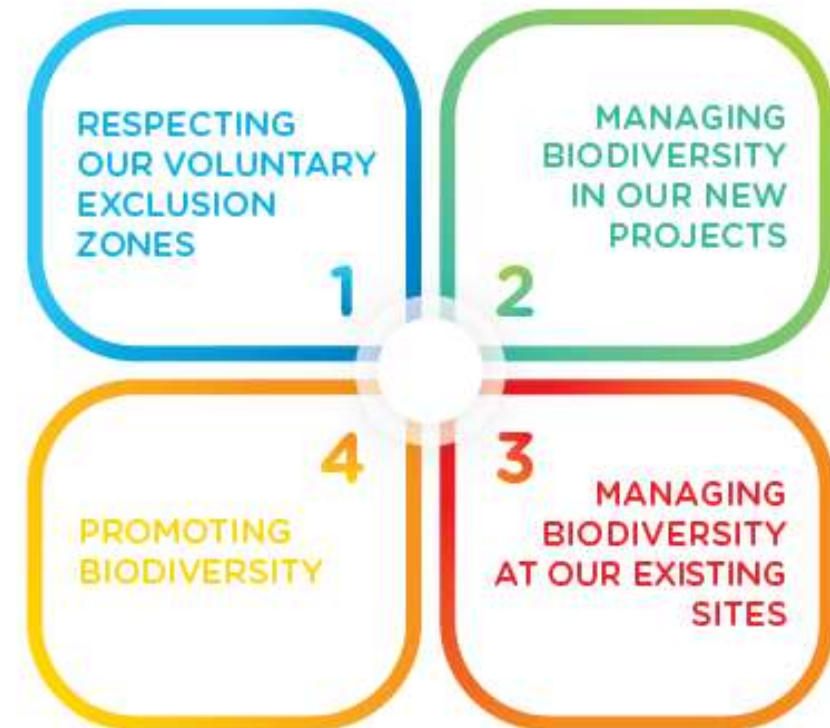 RESPECTING
OUR VOLUNTARY
EXCLUSION
ZONES
1
MANAGING
BIODIVERSITY
IN OUR NEW
PROJECTS
2
3
MANAGING
BIODIVERSITY
AT OUR EXISTING
SITES
4
PROMOTING
BIODIVERSITY